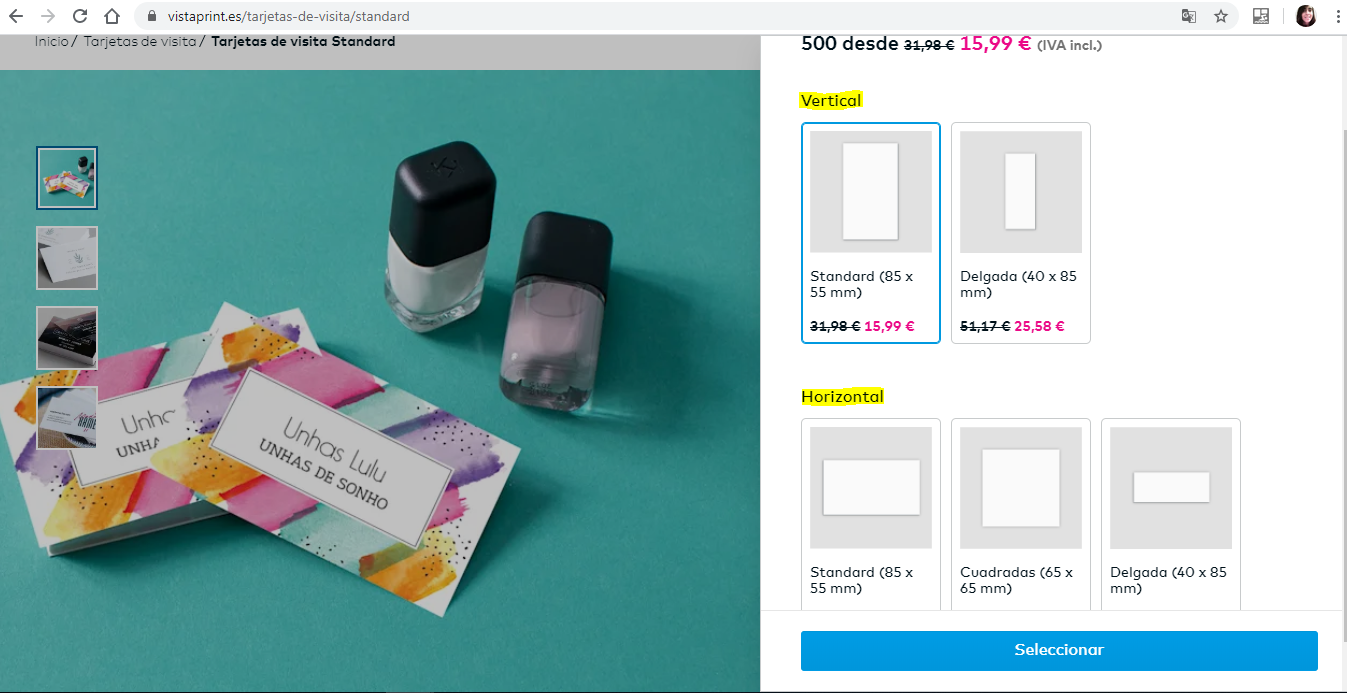 vistaprint.es/tarjetas-de-visita/standard
Inicio / Tarjetas de visita / Tarjetas de visita Standard
500 desde 31,98 € 15,99 € (IVA incl.)
Vertical
Standard (85 x
55 mm)
31,98 € 15,99 €
Delgada (40 x 85
mm)
51,17 € 25,58 €
Horizontal
Standard (85 x
55 mm)
Cuadradas (65 x
65 mm)
Delgada (40 x 85
mm)
Seleccionar
Unhas Lulu
UNHAS DE SONHO